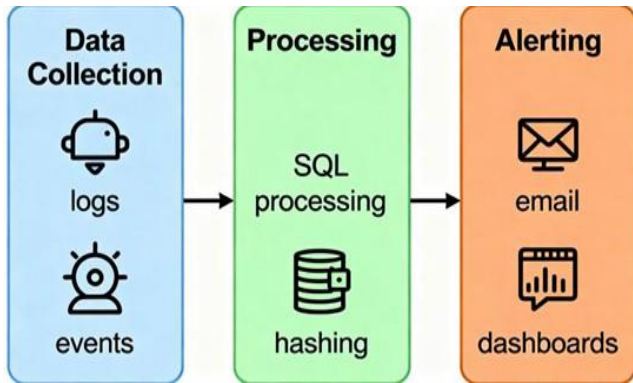 Data
Collection
logs
events
Processing
SQL
processing
hashing
Alerting
email
dashboards